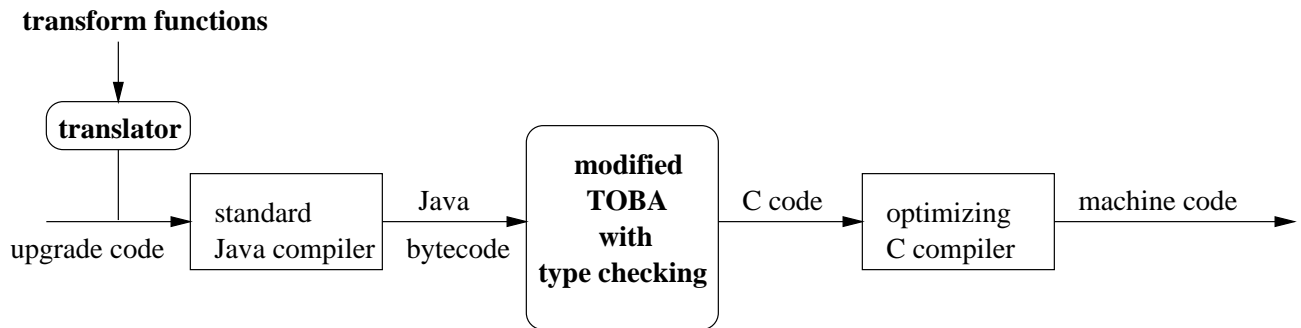 transform functions
translator
upgrade code
standard
Java compiler
Java
bytecode
modified
TOBA
with
type checking
C code
optimizing
C compiler
machine code